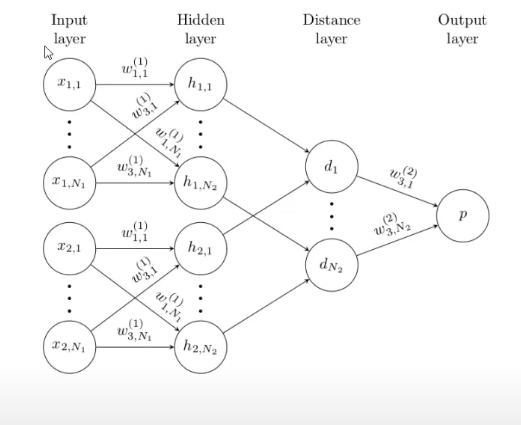 Input layer
Hidden layer
Distance layer
Output layer
x_{1,1}
w_{1,1}^{(1)}
h_{1,1}
w_{3,1}^{(1)}
w_{1,N_1}^{(1)}
x_{1,N_1}
w_{3,N_1}^{(1)}
h_{1,N_2}
d_1
w_{3,1}^{(2)}
p
x_{2,1}
w_{1,1}^{(1)}
h_{2,1}
w_{3,1}^{(1)}
w_{1,N_1}^{(1)}
d_{N_2}
w_{3,N_2}^{(2)}
x_{2,N_1}
w_{3,N_1}^{(1)}
h_{2,N_2}